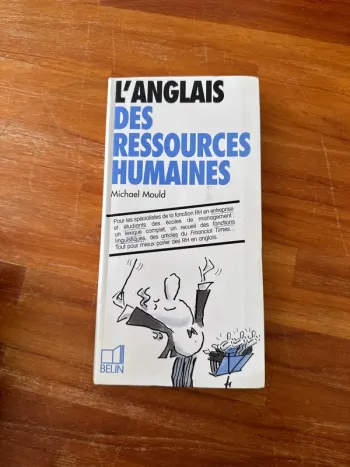 L'ANGLAIS
DES
RESSOURCES
HUMAINES
Michael Mould
Pour les spécialistes de la fonction RH en entreprise
et étudiants des écoles de management :
un lexique complet, un recueil des fonctions
linguistiques, des articles du Financial Times...
Tout pour mieux parler des RH en anglais.
BELIN